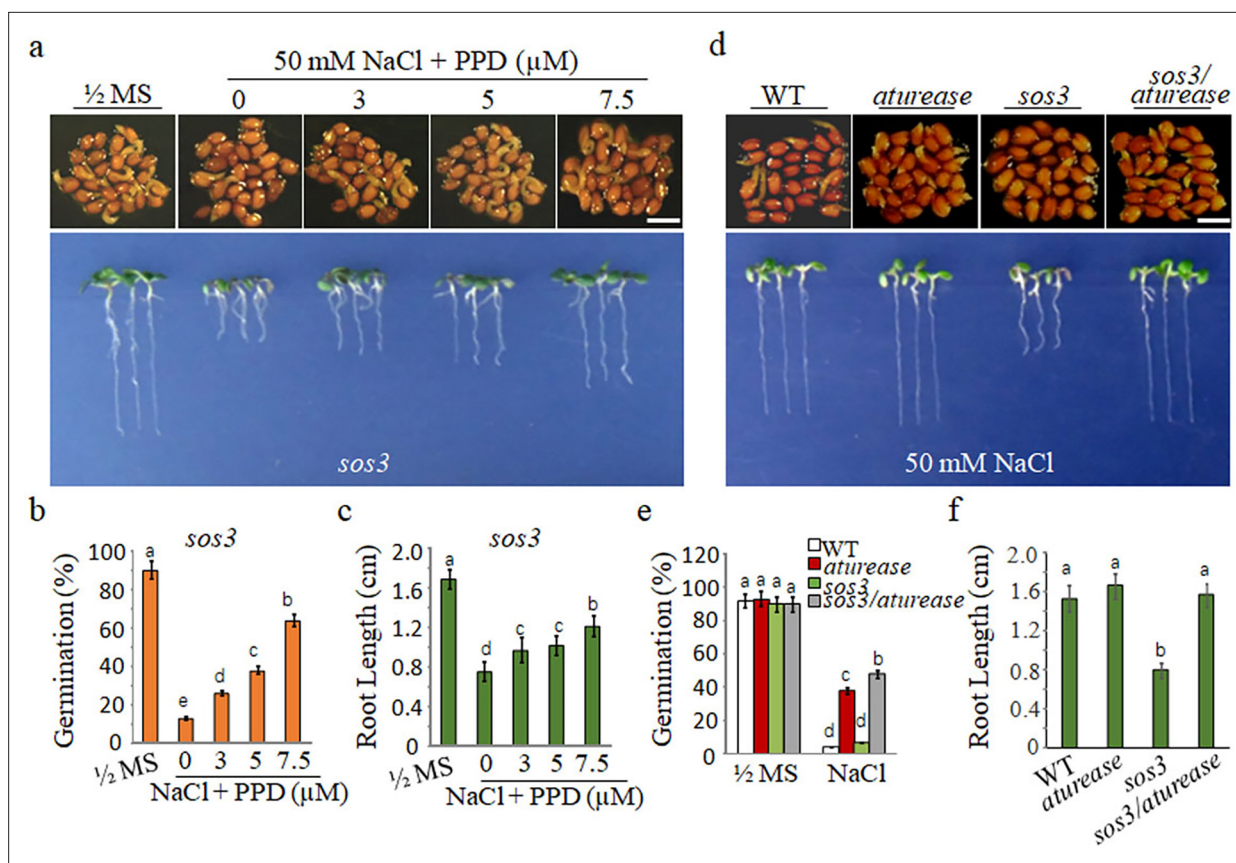 a
50 mM NaCl + PPD (µM)
½ MS 0 3 5 7.5
sos3
d
WT aturease sos3 sos3/
aturease
50 mM NaCl
b
sos3
Germination (%)
100
80
60
40
20
0
a
e
d
c
b
½ MS 0 3 5 7.5
NaCl + PPD (µM)
c
sos3
Root Length (cm)
2.0
1.6
1.2
0.8
0.4
0
a
d
c
c
b
½ MS 0 3 5 7.5
NaCl + PPD (µM)
e
Germination (%)
120
100
80
60
40
20
0
WT
aturease
sos3
sos3/aturease
a a a a
d
c
d
b
½ MS NaCl
f
Root Length (cm)
2.0
1.6
1.2
0.8
0.4
0
a
a
b
a
WT
aturease
sos3
sos3/aturease